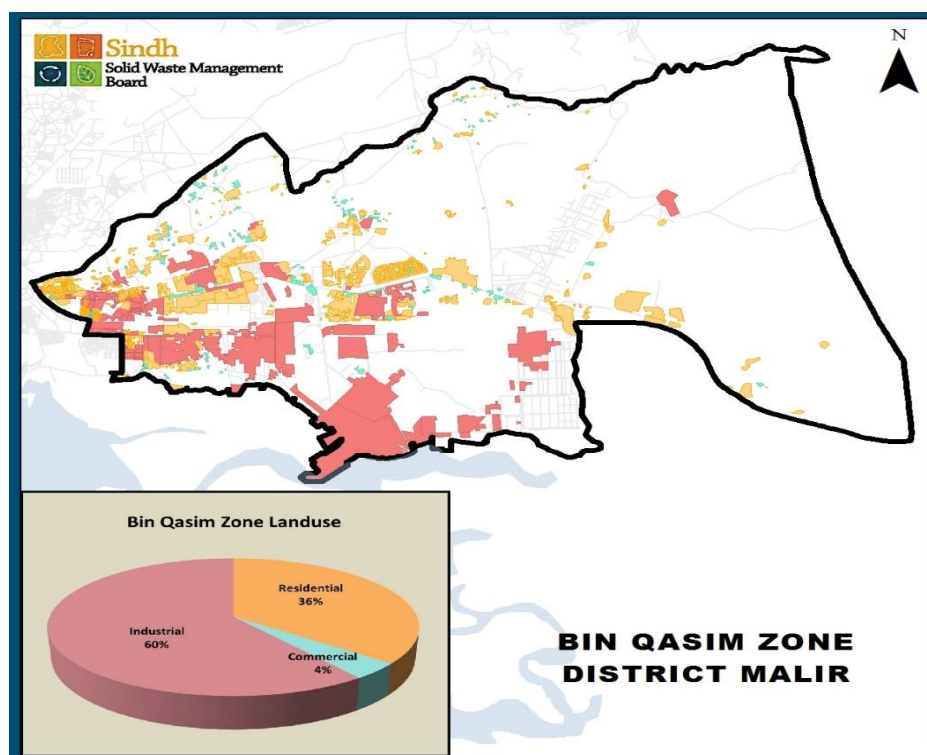 Sindh
Solid Waste Management
Board
N
Bin Qasim Zone Landuse
Residential
36%
Industrial
60%
Commercial
4%
BIN QASIM ZONE
DISTRICT MALIR